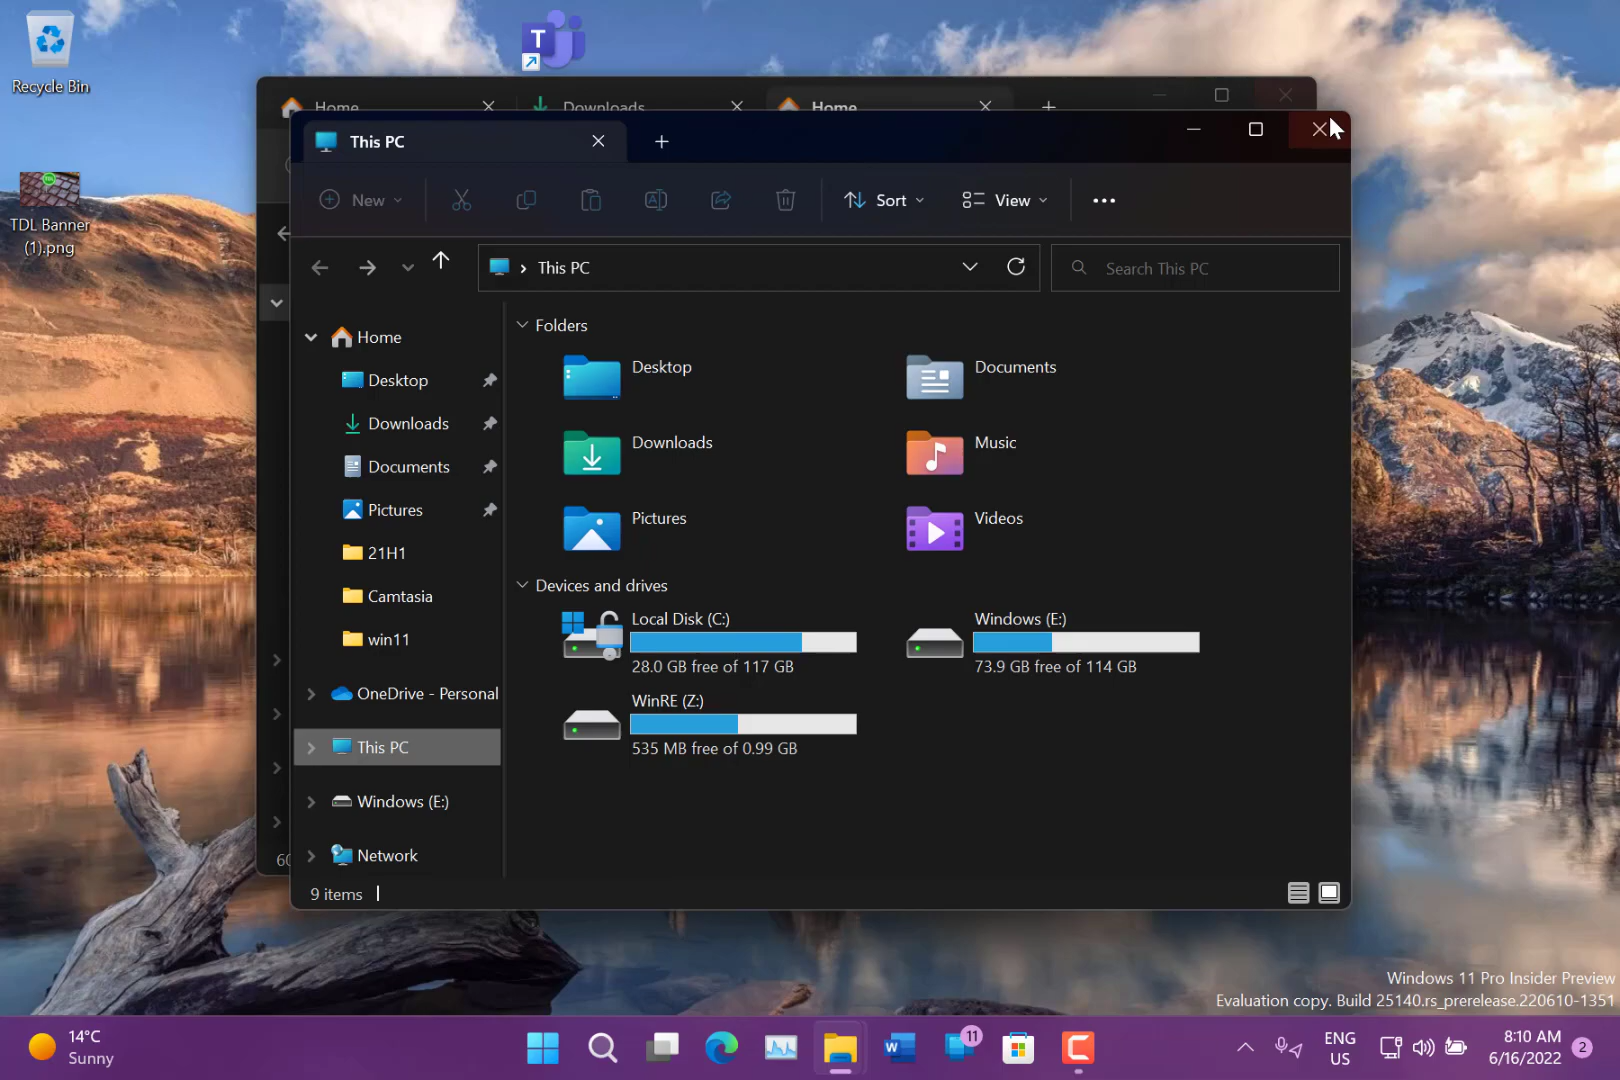 Recycle Bin
T
TDL Banner
(1).png
Home
Downloads
Home
This PC
New
Sort
View
This PC
Search This PC
Home
Desktop
Downloads
Documents
Pictures
21H1
Camtasia
win11
OneDrive - Personal
This PC
Windows (E:)
Network
Folders
Desktop
Documents
Downloads
Music
Pictures
Videos
Devices and drives
Local Disk (C:)
28.0 GB free of 117 GB
Windows (E:)
73.9 GB free of 114 GB
WinRE (Z:)
535 MB free of 0.99 GB
9 items
Windows 11 Pro Insider Preview
Evaluation copy. Build 25140.rs_prerelease.220610-1351
14°C
Sunny
W
11
ENG
US
8:10 AM
6/16/2022
2